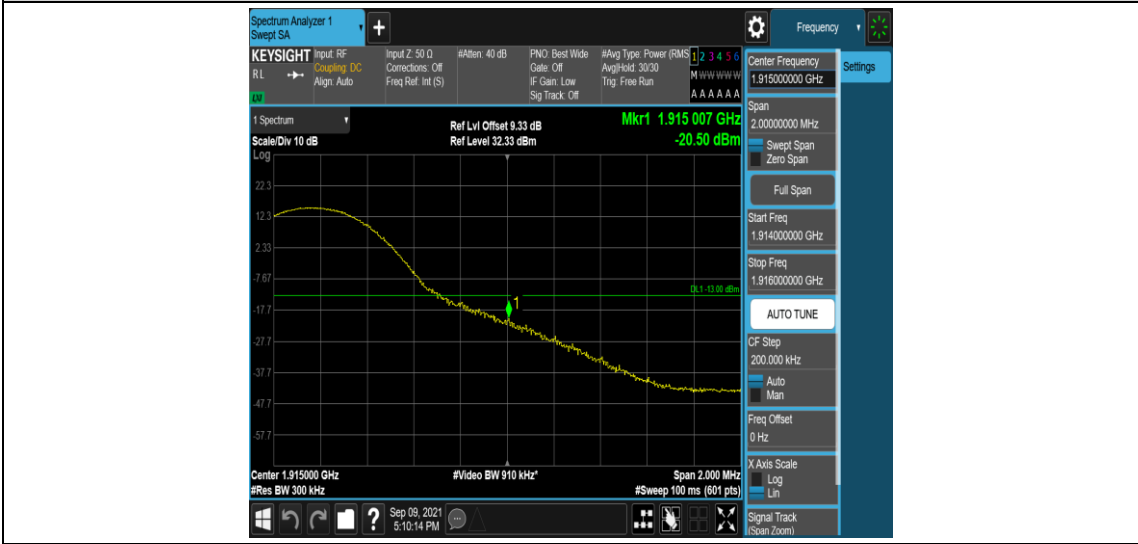 Spectrum Analyzer 1
Swept SA
+
Frequency
KEYSIGHT
RL
LM
Input: RF
Coupling: DC
Align: Auto
Input Z: 50 Ω
Corrections: Off
Freq Ref: Int (S)
#Atten: 40 dB
PNO: Best Wide
Gate: Off
IF Gain: Low
Sig Track: Off
#Avg Type: Power (RMS
Avg|Hold: 30/30
Trig: Free Run
1 2 3 4 5 6
M W W W W W
A A A A A A
1 Spectrum
Scale/Div 10 dB
Log
Ref Lvl Offset 9.33 dB
Ref Level 32.33 dBm
Mkr1 1.915 007 GHz
-20.50 dBm
22.3
12.3
2.33
-7.67
-17.7
-27.7
-37.7
-47.7
-57.7
DL1 -13.00 dBm
1
Center 1.915000 GHz
#Res BW 300 kHz
#Video BW 910 kHz*
Span 2.000 MHz
#Sweep 100 ms (601 pts)
?
Sep 09, 2021
5:10:14 PM
Center Frequency
1.915000000 GHz
Span
2.00000000 MHz
Swept Span
Zero Span
Full Span
Start Freq
1.914000000 GHz
Stop Freq
1.916000000 GHz
AUTO TUNE
CF Step
200.000 kHz
Auto
Man
Freq Offset
0 Hz
X Axis Scale
Log
Lin
Signal Track
(Span Zoom)
Settings